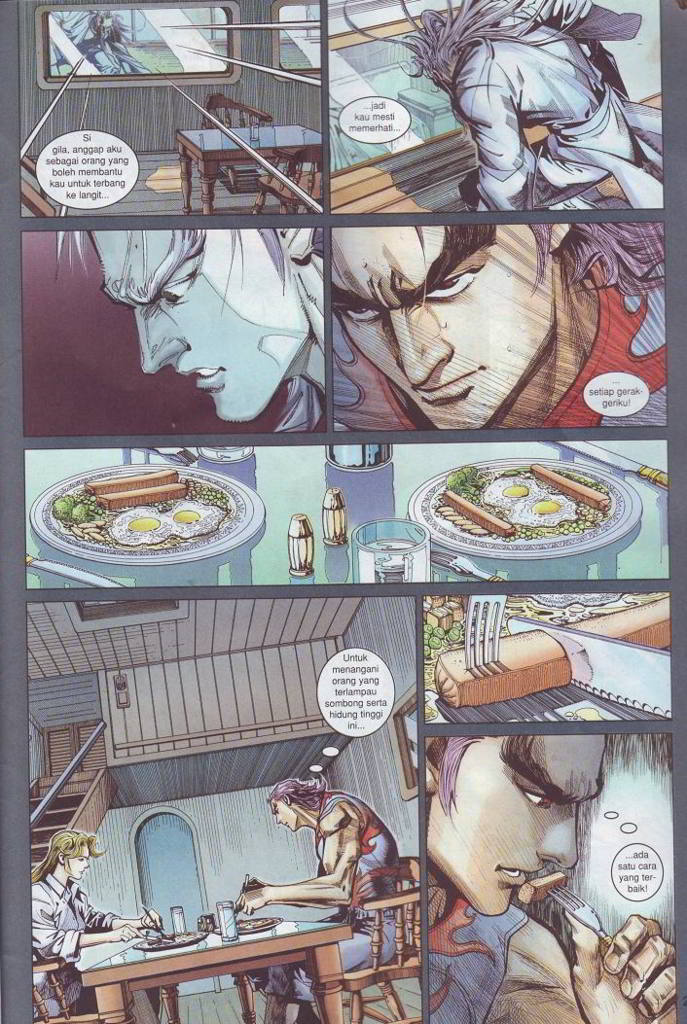 Si
gila, anggap aku
sebagai orang yang
boleh membantu
kau untuk terbang
ke langit...
...jadi
kau mesti
memerhati...
...
setiap gerak-
geriku!
Untuk
menangani
orang yang
terlampau
sombong serta
hidung tinggi
ini...
...ada
satu cara
yang ter-
baik!